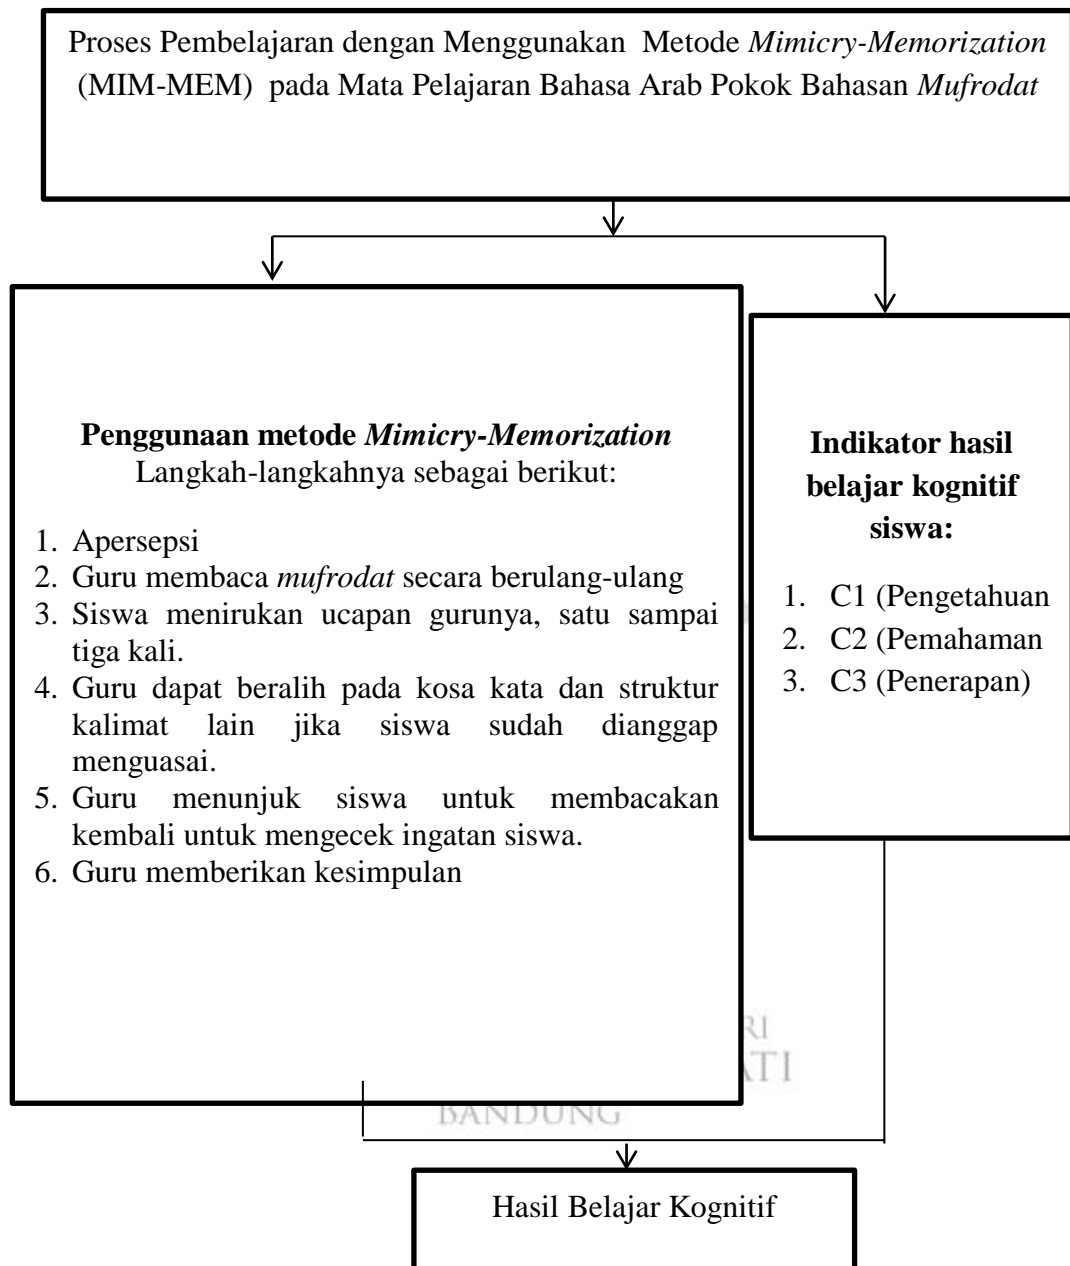 Proses Pembelajaran dengan Menggunakan Metode Mimicry-Memorization
(MIM-MEM) pada Mata Pelajaran Bahasa Arab Pokok Bahasan Mufrodat
Penggunaan metode Mimicry-Memorization
Langkah-langkahnya sebagai berikut:
1. Apersepsi
2. Guru membaca mufrodat secara berulang-ulang
3. Siswa menirukan ucapan gurunya, satu sampai
tiga kali.
4. Guru dapat beralih pada kosa kata dan struktur
kalimat lain jika siswa sudah dianggap
menguasai.
5. Guru menunjuk siswa untuk membacakan
kembali untuk mengecek ingatan siswa.
6. Guru memberikan kesimpulan
Indikator hasil
belajar kognitif
siswa:
1. C1 (Pengetahuan
2. C2 (Pemahaman
3. C3 (Penerapan)
RI
ATI
BANDUNG
Hasil Belajar Kognitif